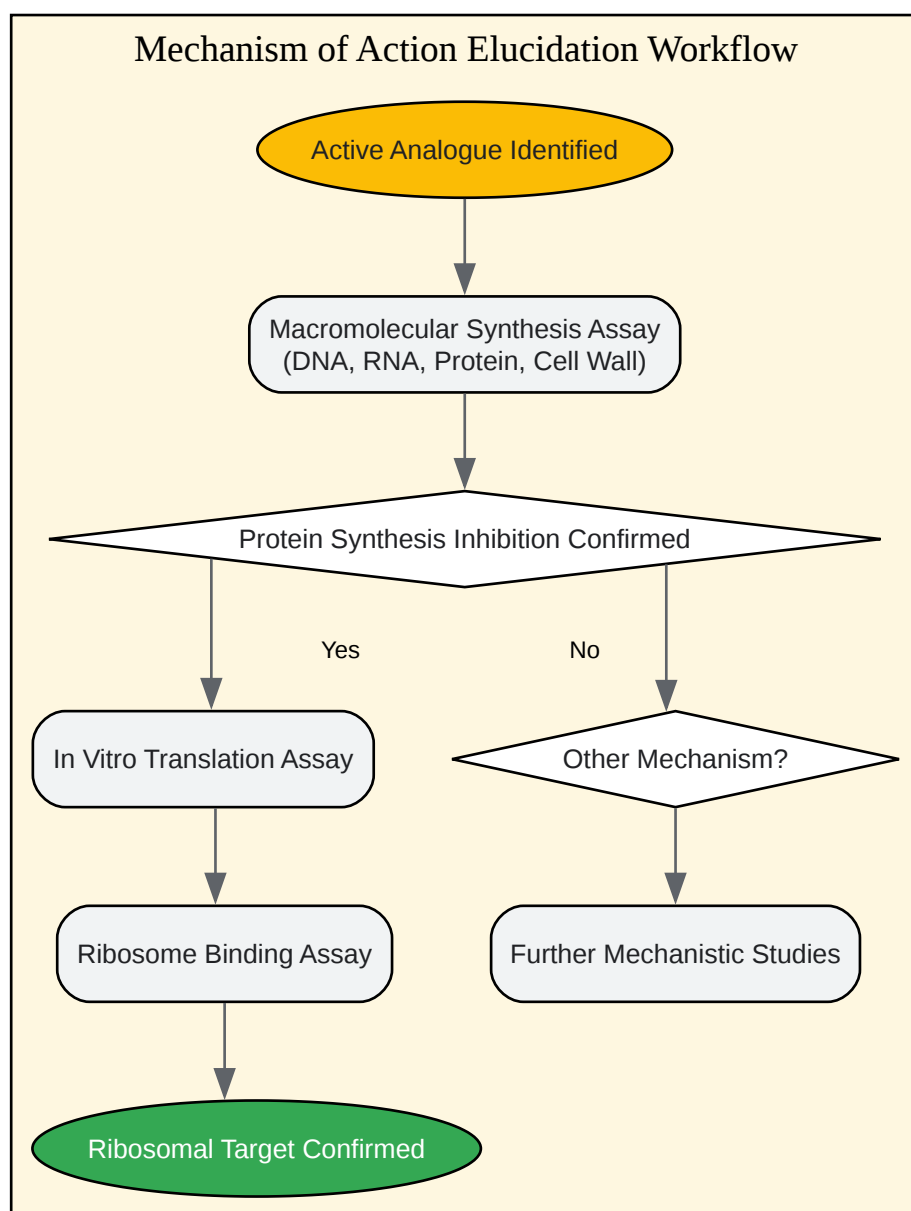 Mechanism of Action Elucidation Workflow
Active Analogue Identified
Macromolecular Synthesis Assay
(DNA, RNA, Protein, Cell Wall)
Protein Synthesis Inhibition Confirmed
Yes
No
In Vitro Translation Assay
Other Mechanism?
Ribosome Binding Assay
Further Mechanistic Studies
Ribosomal Target Confirmed